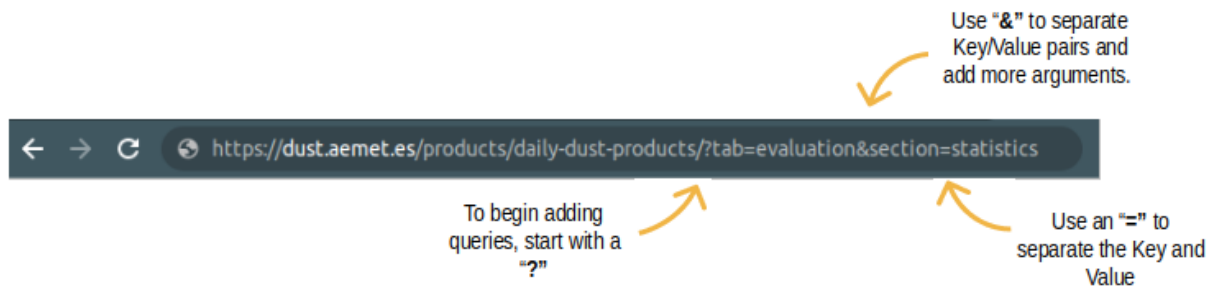 Use “&” to separate
Key/Value pairs and
add more arguments.
https://dust.aemet.es/products/daily-dust-products/?tab=evaluation&section=statistics
To begin adding
queries, start with a
“?”
Use an “=” to
separate the Key and
Value